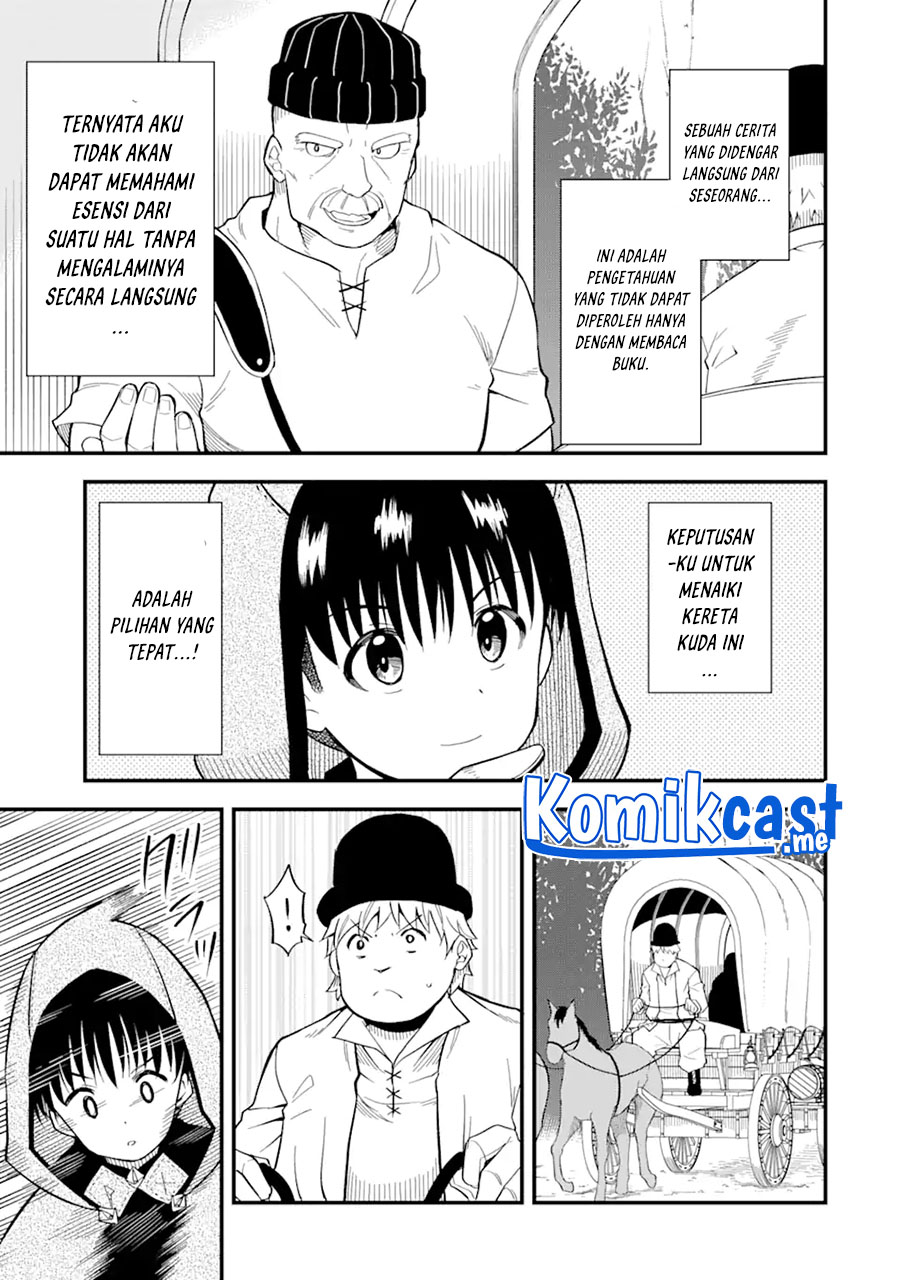 SEBUAH CERITA
YANG DIDENGAR
LANGSUNG DARI
SESEORANG...
INI ADALAH
PENGETAHUAN
YANG TIDAK DAPAT
DIPEROLEH HANYA
DENGAN MEMBACA
BUKU.
TERNYATA AKU
TIDAK AKAN
DAPAT MEMAHAMI
ESENSI DARI
SUATU HAL TANPA
MENGALAMINYA
SECARA LANGSUNG
...
KEPUTUSAN
-KU UNTUK
MENAIKI
KERETA
KUDA INI
...
ADALAH
PILIHAN YANG
TEPAT...!
Komikcast
.me
!